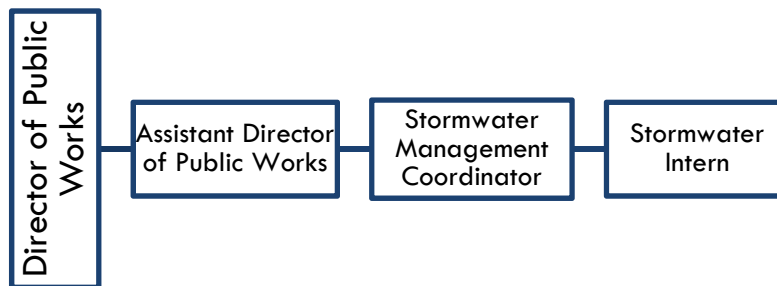 Director of Public
Works
Assistant Director
of Public Works
Stormwater
Management
Coordinator
Stormwater
Intern